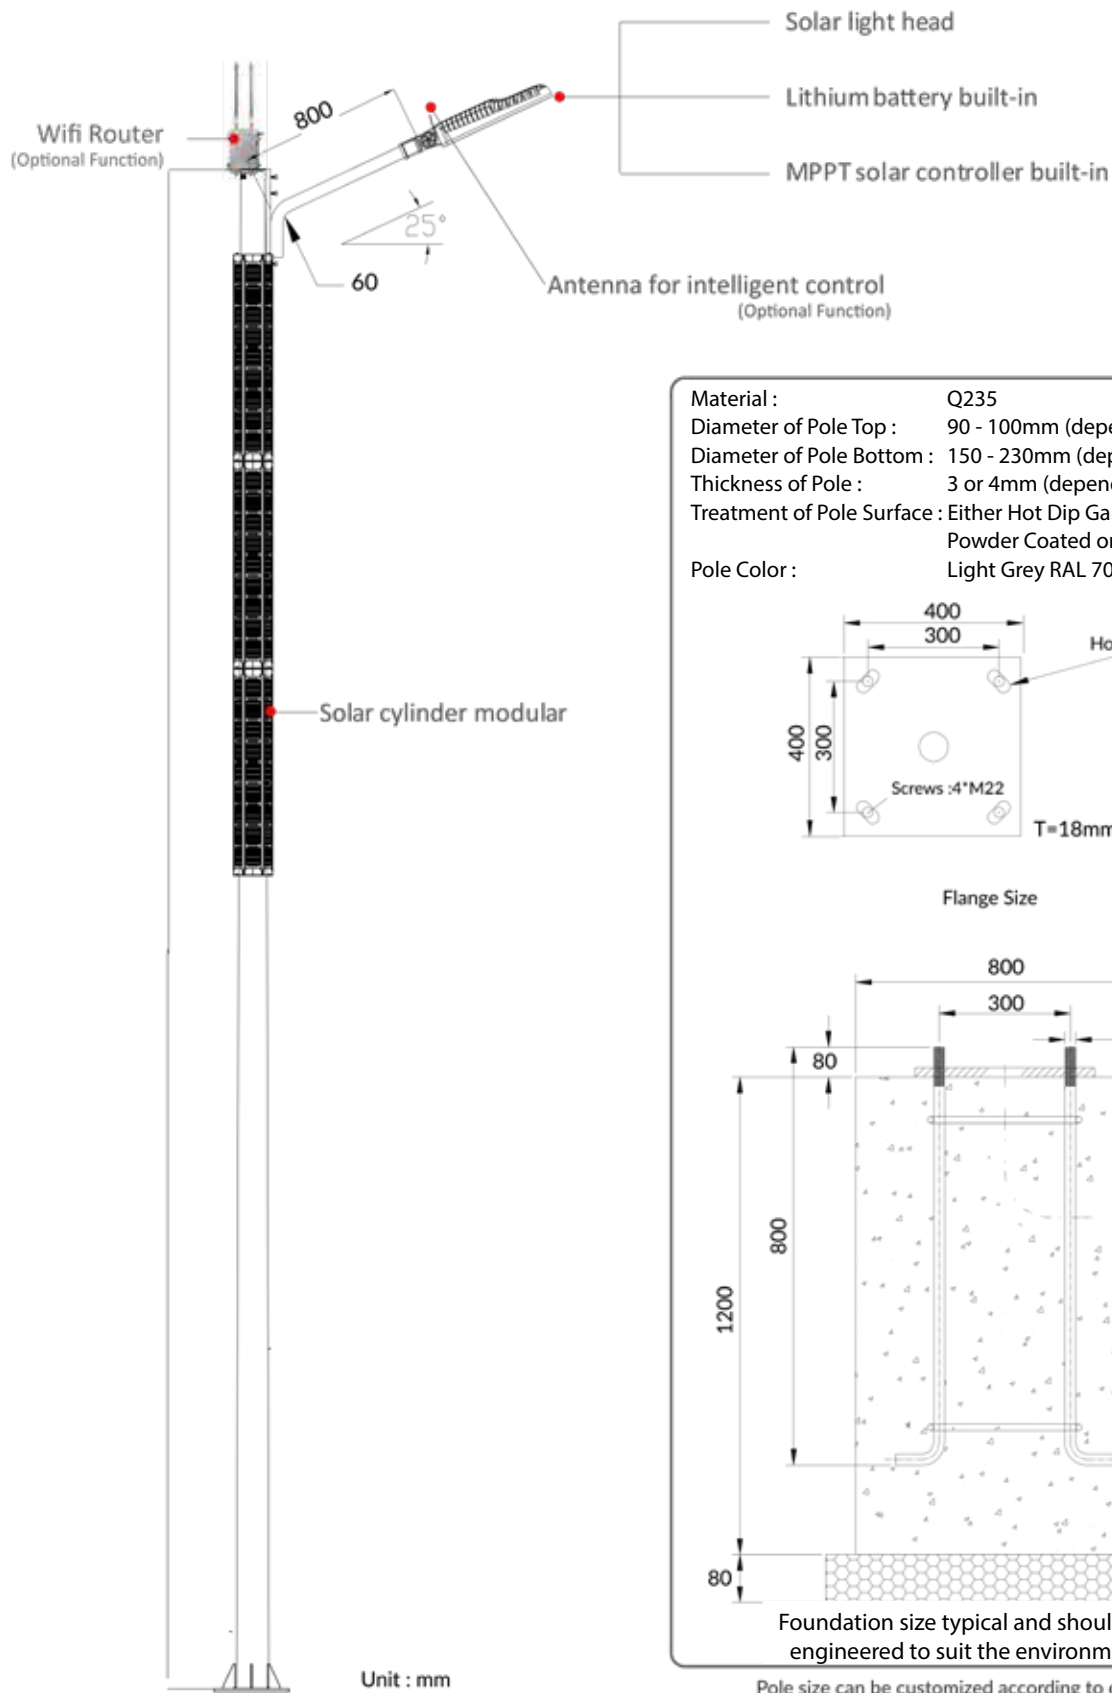 Solar light head
Lithium battery built-in
MPPT solar controller built-in
Wifi Router
(Optional Function)
800
25°
60
Antenna for intelligent control
(Optional Function)
Solar cylinder modular
Unit : mm
Material : Q235
Diameter of Pole Top : 90 - 100mm (depe
Diameter of Pole Bottom : 150 - 230mm (dep
Thickness of Pole : 3 or 4mm (depen
Treatment of Pole Surface : Either Hot Dip Ga
Powder Coated or
Pole Color : Light Grey RAL 70
400
300
Ho
400
300
Screws :4*M22
T=18mm
Flange Size
800
300
80
800
1200
80
Foundation size typical and shoul
engineered to suit the environm
Pole size can be customized according to